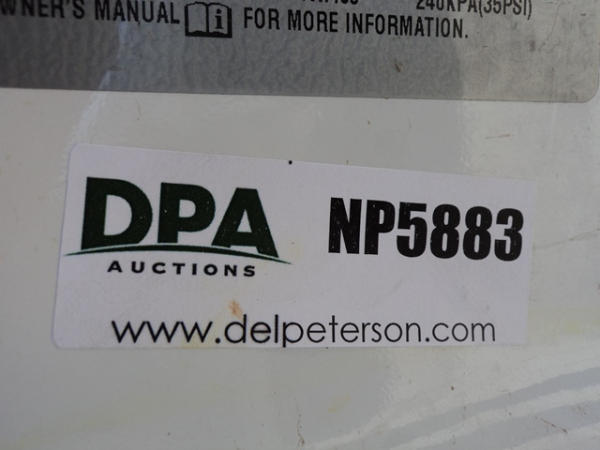 240KPA(35PSI)
WNER'S MANUAL FOR MORE INFORMATION.
DPA
AUCTIONS
NP5883
www.delpeterson.com